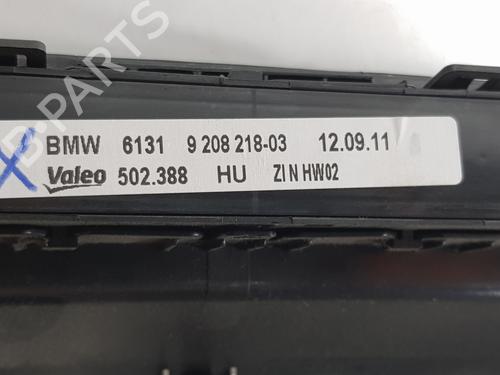 B-PARTS
BMW 6131 9 208 218-03 12.09.11
Valeo 502.388 HU ZI N HW02